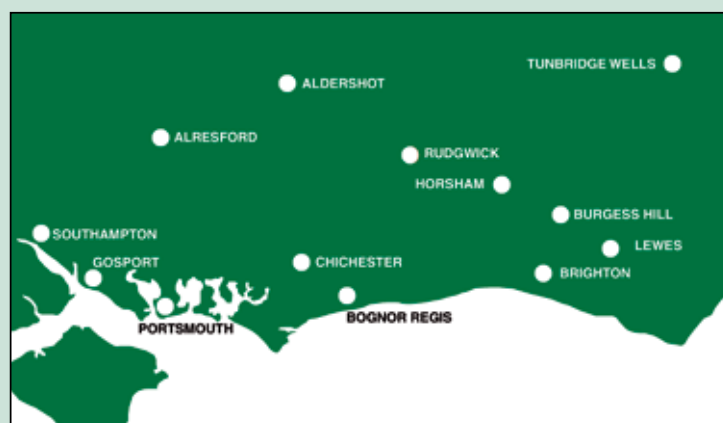 TUNBRIDGE WELLS
ALDERSHOT
ALRESFORD
RUDGWICK
HORSHAM
BURGESS HILL
SOUTHAMPTON
LEWES
GOSPORT
CHICHESTER
BRIGHTON
BOGNOR REGIS
PORTSMOUTH